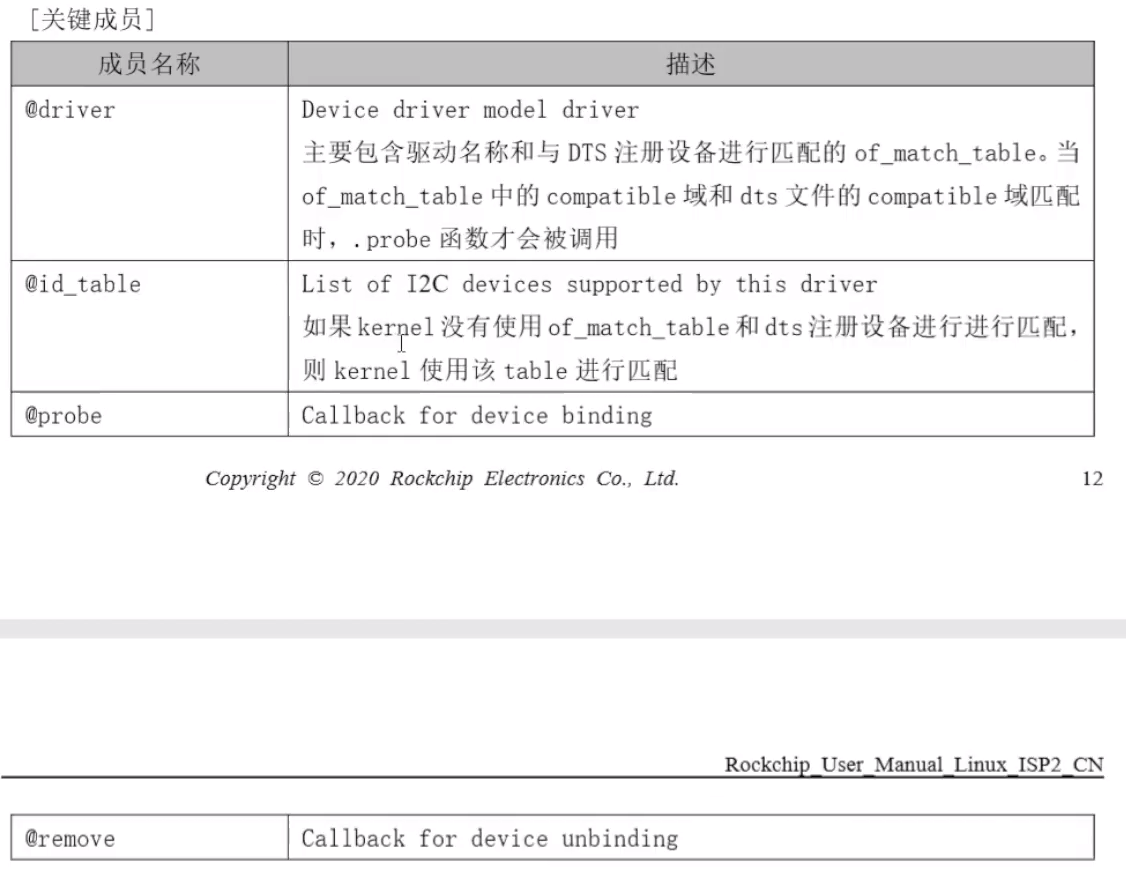 [关键成员]
成员名称 描述
@driver Device driver model driver
主要包含驱动名称和与 DTS 注册设备进行匹配的 of_match_table。当
of_match_table 中的 compatible 域和 dts 文件的 compatible 域匹配
时，.probe 函数才会被调用
@id_table List of I2C devices supported by this driver
如果 kernel 没有使用 of_match_table 和 dts 注册设备进行进行匹配，
则 kernel 使用该 table 进行匹配
@probe Callback for device binding
Copyright © 2020 Rockchip Electronics Co., Ltd. 12
Rockchip_User_Manual_Linux_ISP2_CN
@remove Callback for device unbinding